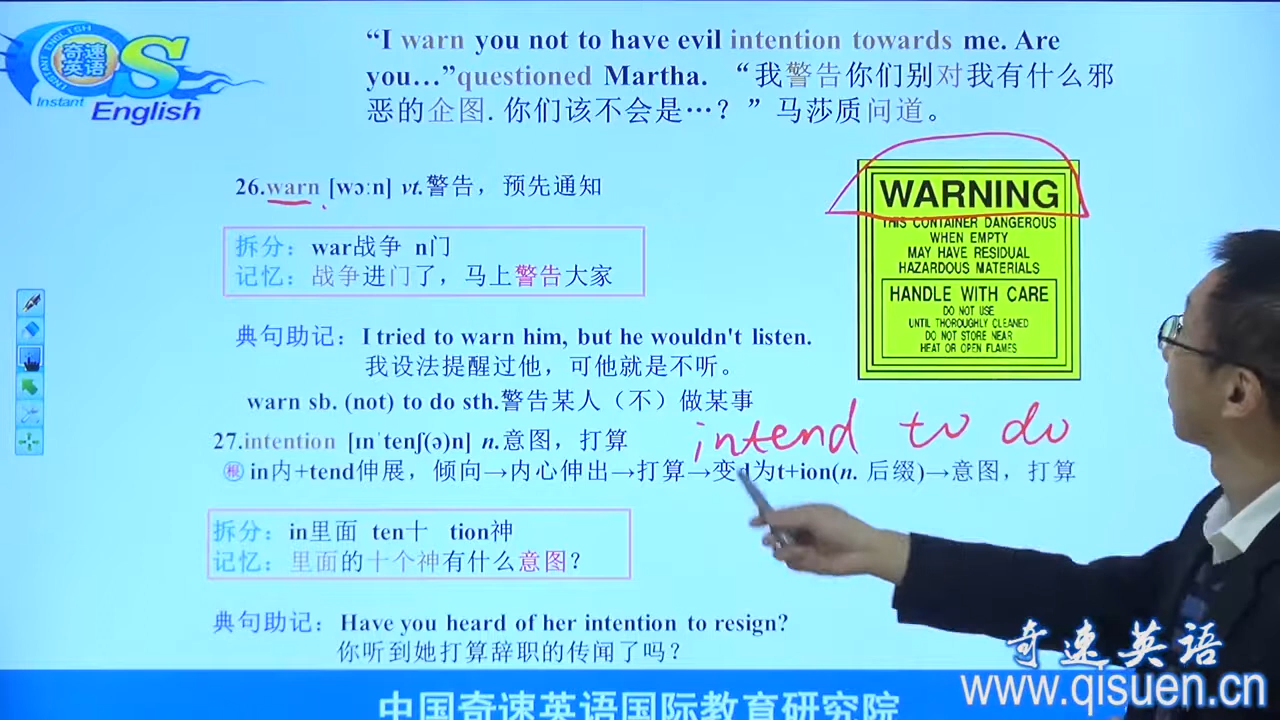 INSTANT ENGLISH
奇速
英语
S
Instant
English
“I warn you not to have evil intention towards me. Are
you…”questioned Martha. “我警告你们别对我有什么邪
恶的企图. 你们该不会是…？”马莎质问道。
26.warn [wɔːn] vt.警告，预先通知
拆分：war战争 n门
记忆：战争进门了，马上警告大家
WARNING
THIS CONTAINER DANGEROUS
WHEN EMPTY
MAY HAVE RESIDUAL
HAZARDOUS MATERIALS
HANDLE WITH CARE
DO NOT USE
UNTIL THOROUGHLY CLEANED
DO NOT STORE NEAR
HEAT OR OPEN FLAMES
典句助记：I tried to warn him, but he wouldn't listen.
我设法提醒过他，可他就是不听。
warn sb. (not) to do sth.警告某人（不）做某事
intend to do
27.intention [ɪnˈtenʃ(ə)n] n.意图，打算
根 in内+tend伸展，倾向→内心伸出→打算→变d为t+ion(n. 后缀)→意图，打算
拆分：in里面 ten十 tion神
记忆：里面的十个神有什么意图？
典句助记：Have you heard of her intention to resign?
你听到她打算辞职的传闻了吗？
奇速英语
www.qisuen.cn
中国奇速英语国际教育研究院